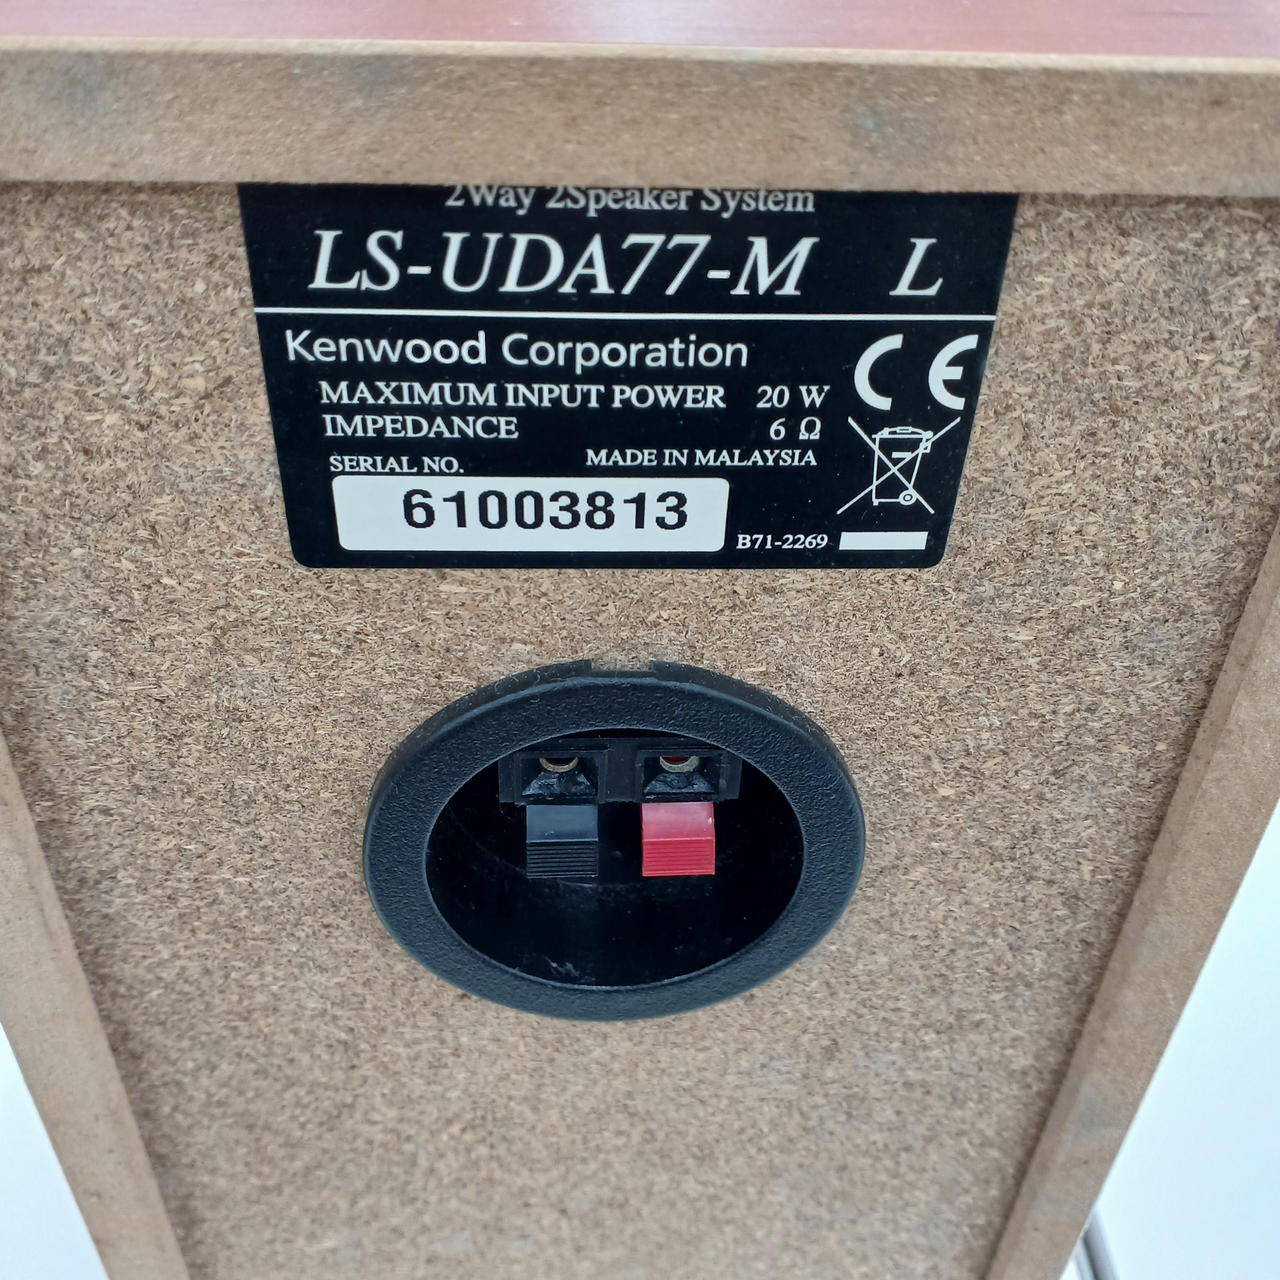 2Way 2Speaker System
LS-UDA77-M L
Kenwood Corporation
CE
MAXIMUM INPUT POWER 20 W
IMPEDANCE 6 Ω
SERIAL NO. MADE IN MALAYSIA
61003813
B71-2269